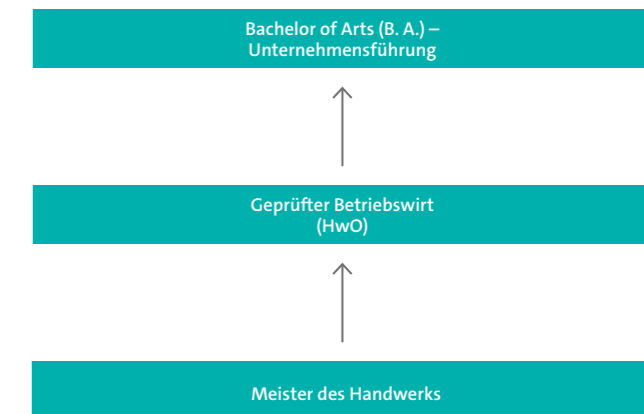 Bachelor of Arts (B. A.) –
Unternehmensführung
Geprüfter Betriebswirt
(HwO)
Meister des Handwerks